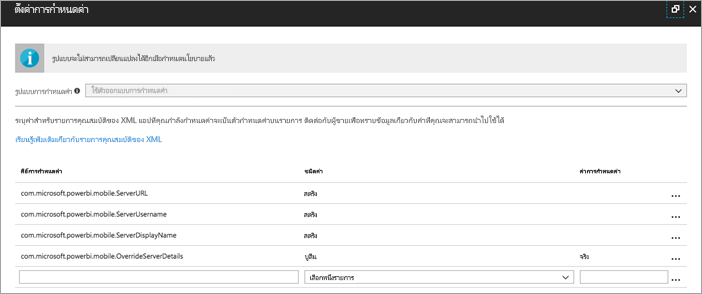 ตั้งค่าการกำหนดค่า
รูปแบบจะไม่สามารถเปลี่ยนแปลงได้อีกเมื่อกำหนดนโยบายแล้ว
รูปแบบการกำหนดค่า ใช้ตัวออกแบบการกำหนดค่า
ระบุค่าสำหรับรายการคุณสมบัติของ XML แอปที่คุณกำลังกำหนดค่าจะเป็นตัวกำหนดค่าบนรายการ ติดต่อกับผู้ขายเพื่อทราบข้อมูลเกี่ยวกับค่าที่คุณจะสามารถนำไปใช้ได้
เรียนรู้เพิ่มเติมเกี่ยวกับรายการคุณสมบัติของ XML
คีย์การกำหนดค่า ชนิดค่า ค่าการกำหนดค่า
com.microsoft.powerbi.mobile.ServerURL สตริง ...
com.microsoft.powerbi.mobile.ServerUsername สตริง ...
com.microsoft.powerbi.mobile.ServerDisplayName สตริง ...
com.microsoft.powerbi.mobile.OverrideServerDetails บูลีน จริง ...
เลือกหนึ่งรายการ ...